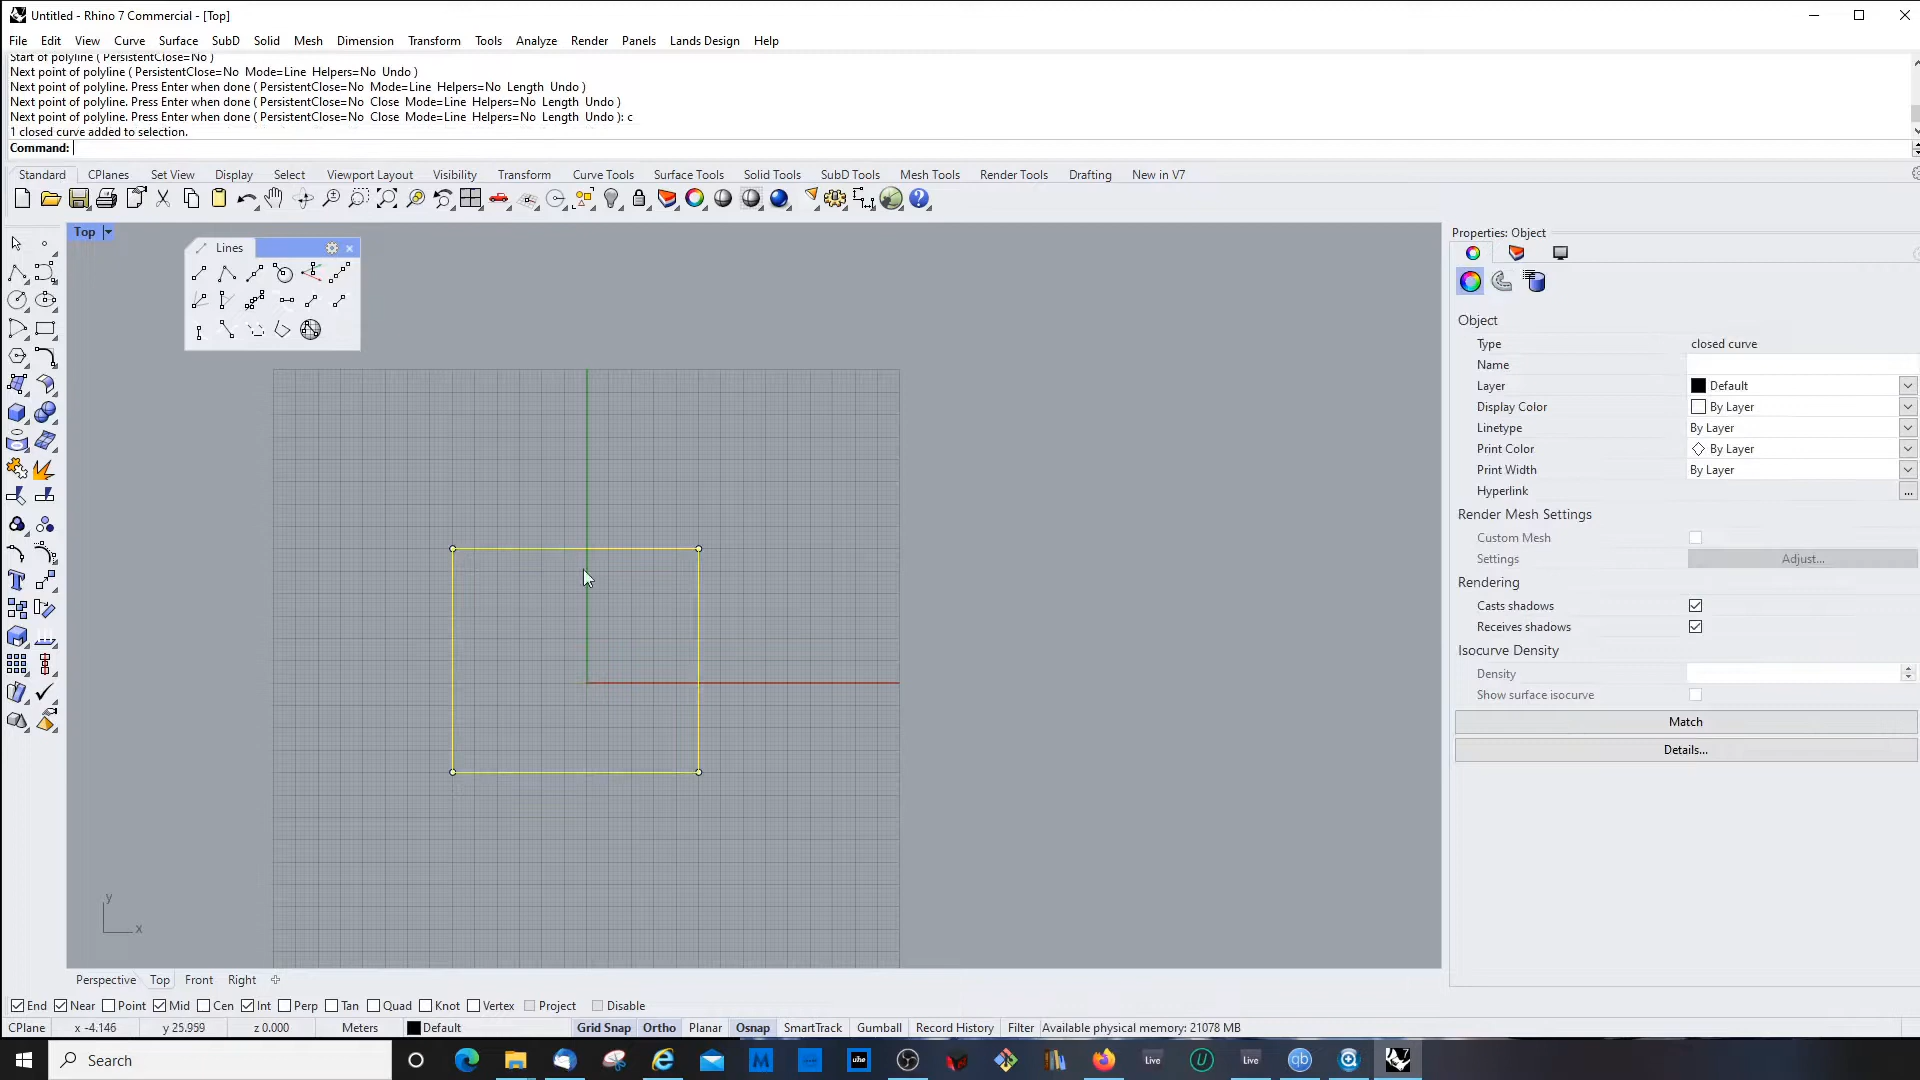 Untitled - Rhino 7 Commercial - [Top]
File Edit View Curve Surface SubD Solid Mesh Dimension Transform Tools Analyze Render Panels Lands Design Help
Start of polyline ( PersistentClose=No )
Next point of polyline ( PersistentClose=No Mode=Line Helpers=No Undo )
Next point of polyline. Press Enter when done ( PersistentClose=No Mode=Line Helpers=No Length Undo )
Next point of polyline. Press Enter when done ( PersistentClose=No Close Mode=Line Helpers=No Length Undo )
Next point of polyline. Press Enter when done ( PersistentClose=No Close Mode=Line Helpers=No Length Undo ): c
1 closed curve added to selection.
Command:
Standard CPlanes Set View Display Select Viewport Layout Visibility Transform Curve Tools Surface Tools Solid Tools SubD Tools Mesh Tools Render Tools Drafting New in V7
Top
Lines
Properties: Object
Object
Type closed curve
Name
Layer Default
Display Color By Layer
Linetype By Layer
Print Color By Layer
Print Width By Layer
Hyperlink ...
Render Mesh Settings
Custom Mesh
Settings Adjust...
Rendering
Casts shadows
Receives shadows
Isocurve Density
Density
Show surface isocurve
Match
Details...
y
x
Perspective Top Front Right
End Near Point Mid Cen Int Perp Tan Quad Knot Vertex Project Disable
CPlane x -4.146 y 25.959 z 0.000 Meters Default Grid Snap Ortho Planar Osnap SmartTrack Gumball Record History Filter Available physical memory: 21078 MB
Search M uhe Live U Live qb